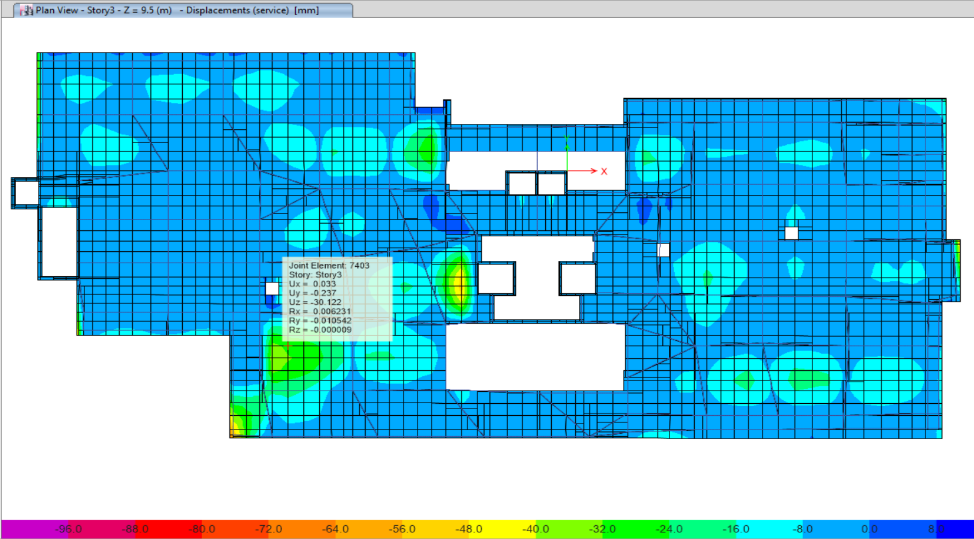 Plan View - Story3 - Z = 9.5 (m) - Displacements (service) [mm]
X
Joint Element: 7403
Story: Story3
Ux = 0.033
Uy = -0.237
Uz = -30.122
Rx = 0.006231
Ry = -0.010542
Rz = -0.000009
-96.0 -88.0 -80.0 -72.0 -64.0 -56.0 -48.0 -40.0 -32.0 -24.0 -16.0 -8.0 0.0